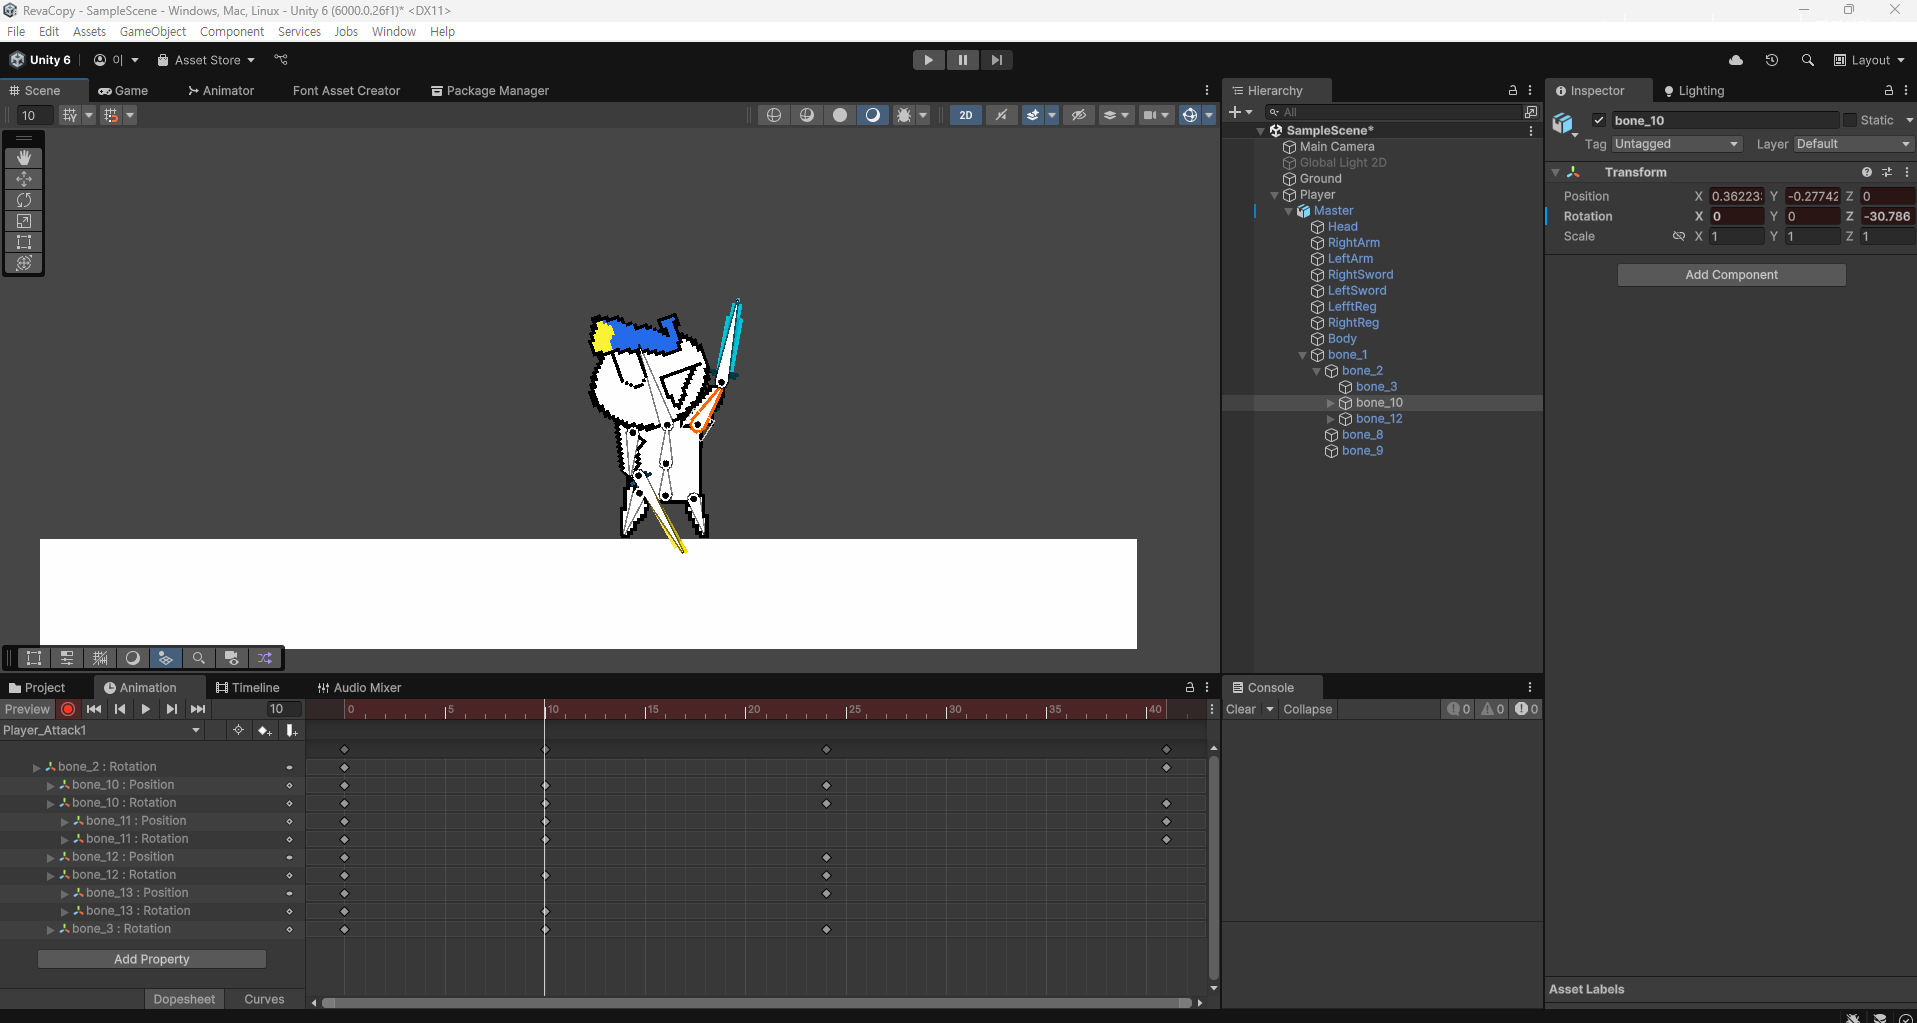 RevaCopy - SampleScene - Windows, Mac, Linux - Unity 6 (6000.0.26f1)* <DX11>
File Edit Assets GameObject Component Services Jobs Window Help
Unity 6 Asset Store Layout
Scene Game Animator Font Asset Creator Package Manager
10 2D
Hierarchy
All
SampleScene*
Main Camera
Global Light 2D
Ground
Player
Master
Head
RightArm
LeftArm
RightSword
LeftSword
LefftReg
RightReg
Body
bone_1
bone_2
bone_3
bone_10
bone_12
bone_8
bone_9
Inspector Lighting
bone_10 Static
Tag Untagged Layer Default
Transform
Position X 0.36223 Y -0.27742 Z 0
Rotation X 0 Y 0 Z -30.786
Scale X 1 Y 1 Z 1
Add Component
Asset Labels
Project Animation Timeline Audio Mixer
Preview 10 0 5 10 15 20 25 30 35 40
Player_Attack1
bone_2 : Rotation
bone_10 : Position
bone_10 : Rotation
bone_11 : Position
bone_11 : Rotation
bone_12 : Position
bone_12 : Rotation
bone_13 : Position
bone_13 : Rotation
bone_3 : Rotation
Add Property
Dopesheet Curves
Console
Clear Collapse 0 0 0